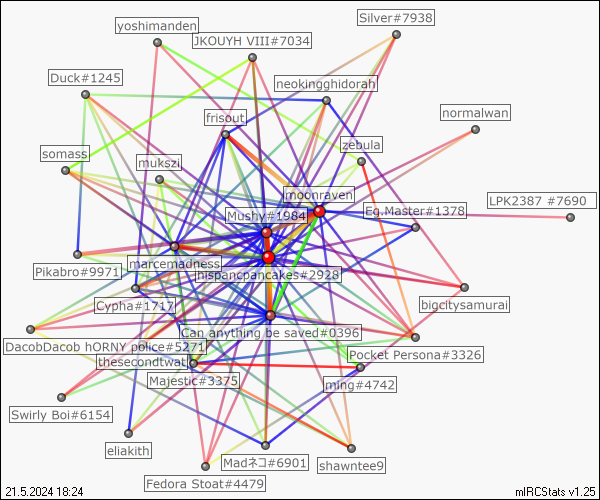 Silver#7938
yoshimanden
JKOUYH VIII#7034
Duck#1245
neokingghidorah
normalwan
frisout
zebula
somass
mukszi
moonraven
LPK2387 #7690
Mushy#1984
Eg.Master#1378
marcemadness
Pikabro#9971
hispancpancakes#2928
Cypha#1717
bigcitysamurai
Can anything be saved#0396
DacobDacob hORNY police#5271
Pocket Persona#3326
thesecondtwat
Majestic#3375
ming#4742
Swirly Boi#6154
eliakith
Madネコ#6901
shawntee9
Fedora Stoat#4479
21.5.2024 18:24
mIRCStats v1.25